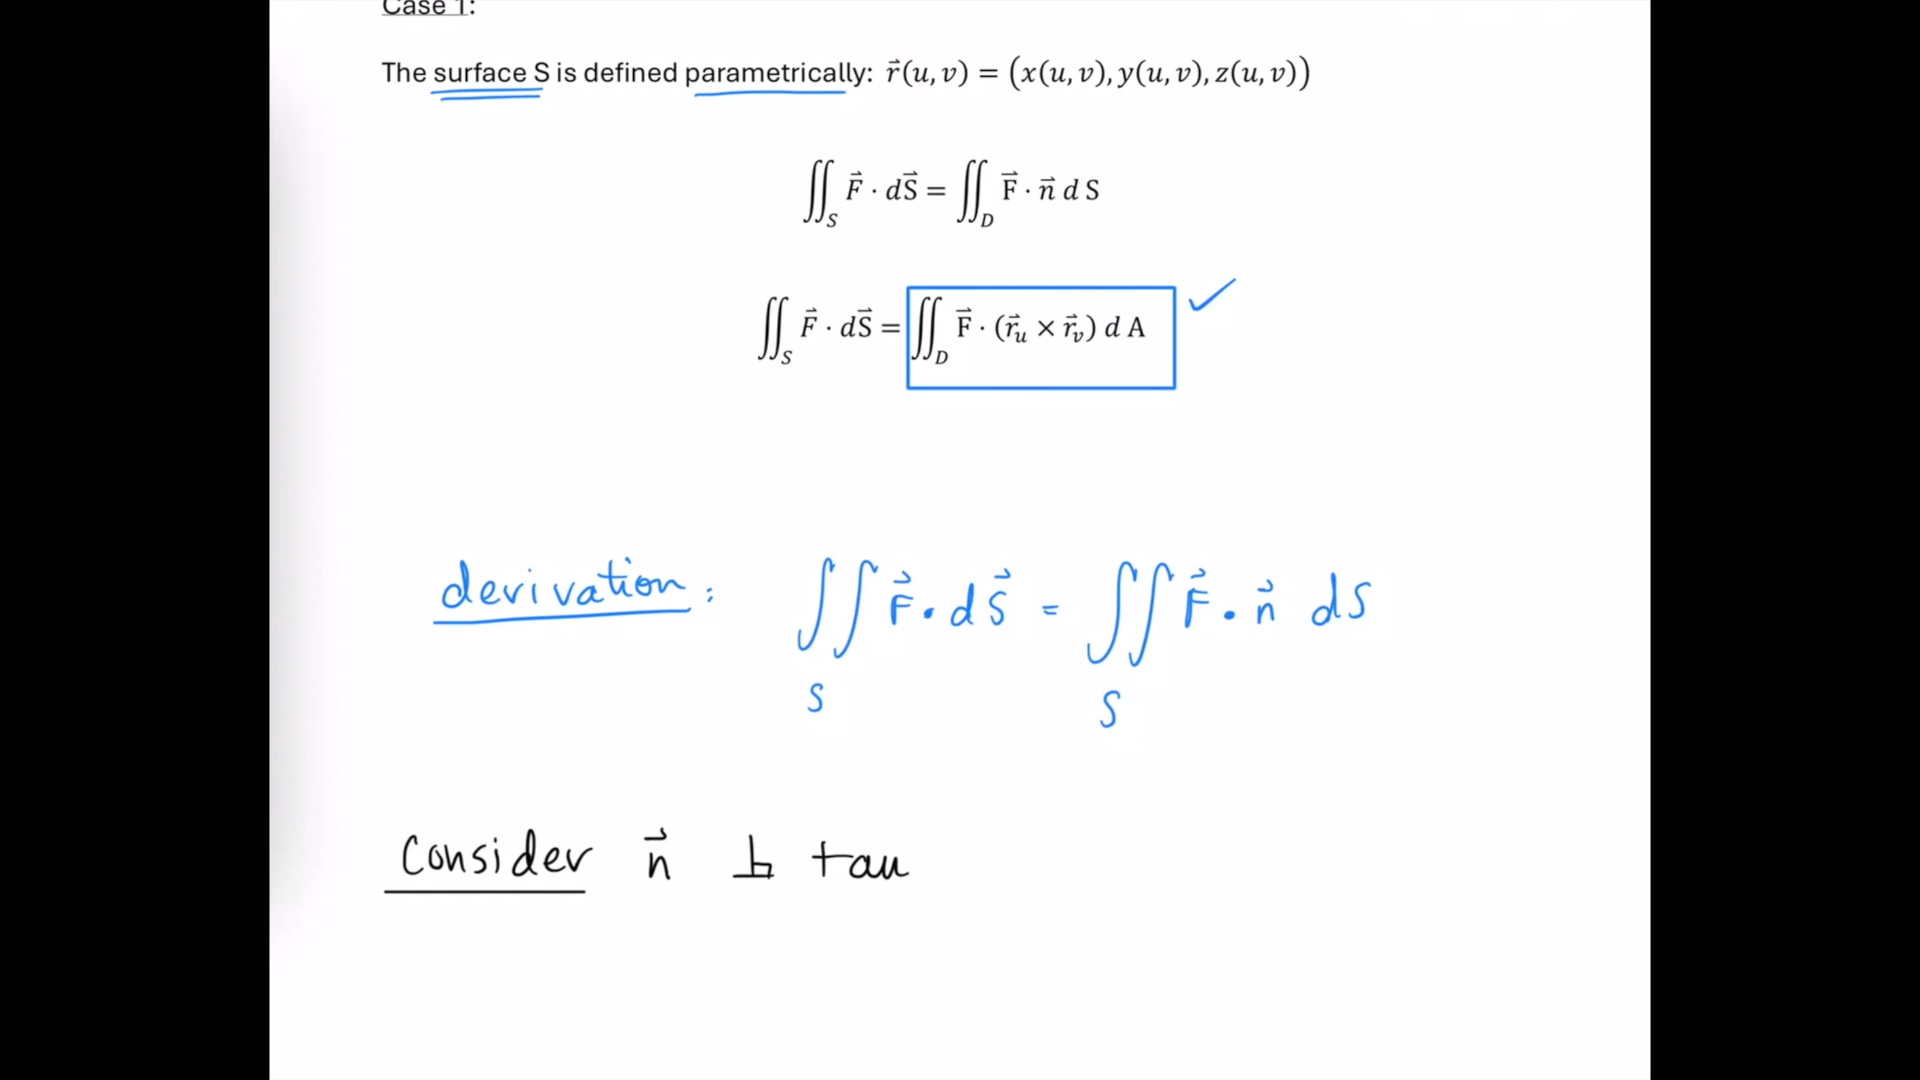 Case 1:
The surface S is defined parametrically: r⃗(u, v) = (x(u, v), y(u, v), z(u, v))
∬_S F⃗ · dS⃗ = ∬_D F⃗ · n⃗ d S
∬_S F⃗ · dS⃗ = ∬_D F⃗ · (r⃗_u × r⃗_v) d A
derivation: ∬_S F⃗ · dS⃗ = ∬_S F⃗ · n⃗ dS
Consider n⃗ ⊥ tan